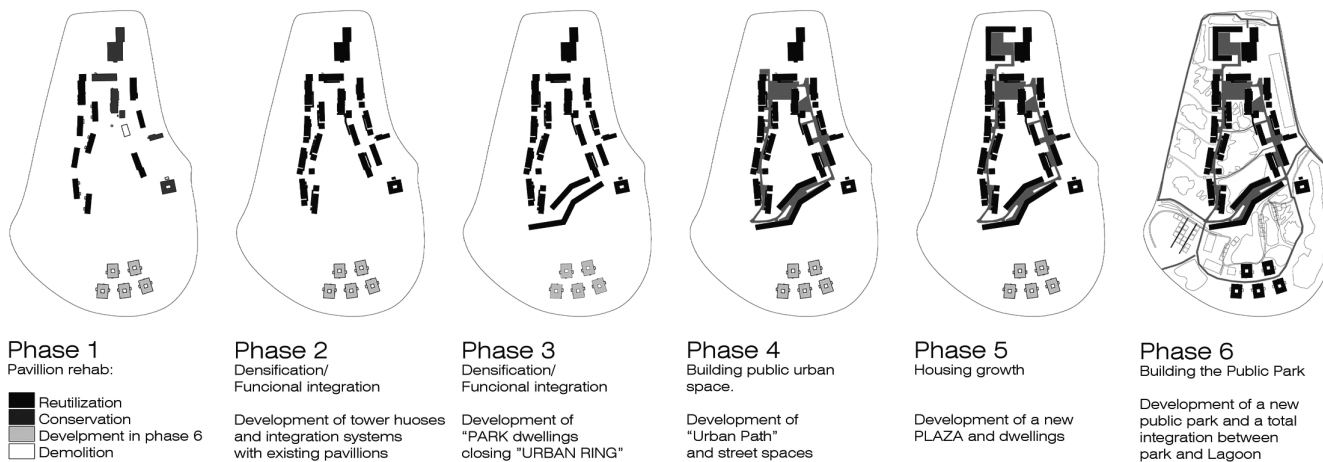 Phase 1
Pavillion rehab:
Reutilization
Conservation
Develpment in phase 6
Demolition
Phase 2
Densification/
Funcional integration
Development of tower huoses
and integration systems
with existing pavillions
Phase 3
Densification/
Funcional integration
Development of
“PARK dwellings
closing "URBAN RING"
Phase 4
Building public urban
space.
Development of
“Urban Path"
and street spaces
Phase 5
Housing growth
Development of a new
PLAZA and dwellings
Phase 6
Building the Public Park
Development of a new
public park and a total
integration between
park and Lagoon